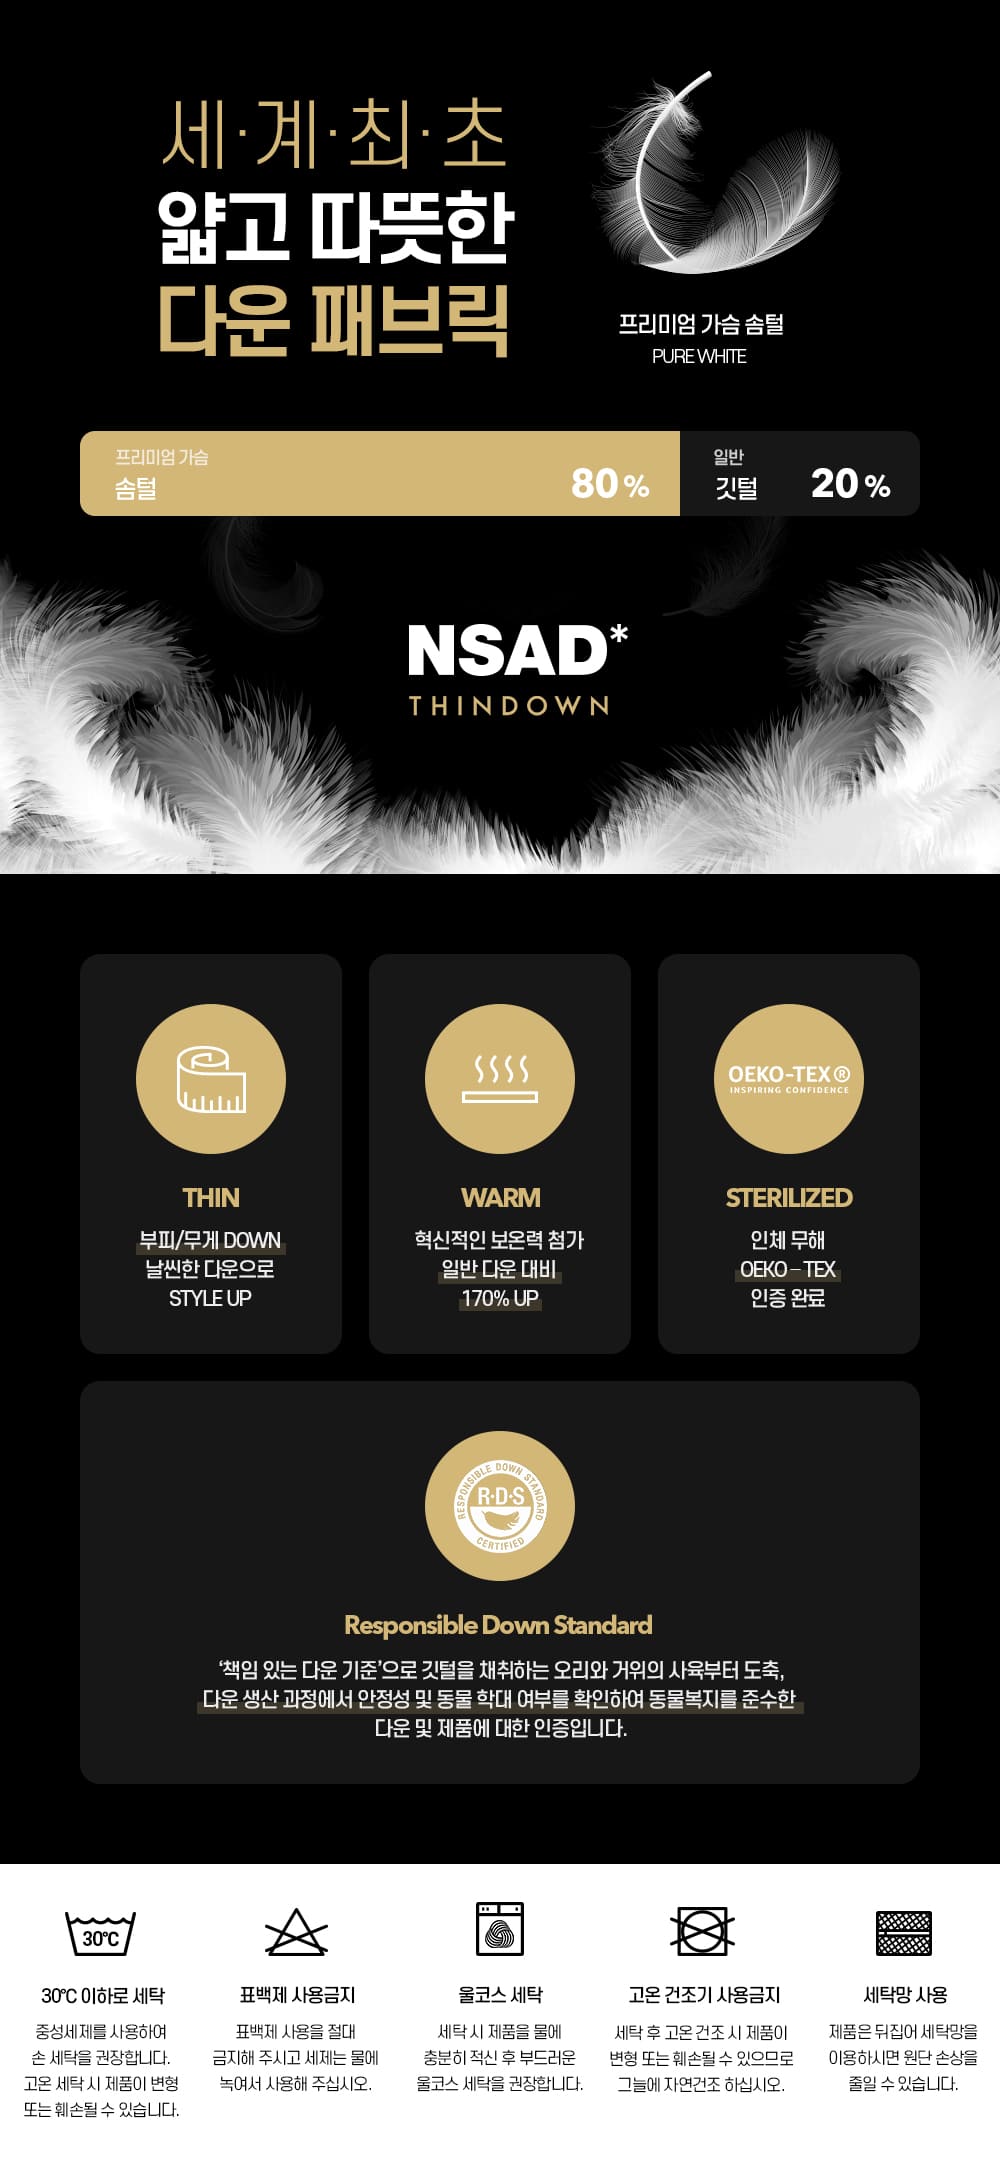 세·계·최·초
얇고 따뜻한
다운 패브릭
프리미엄 가슴 솜털
PURE WHITE
프리미엄 가슴
솜털
80 %
일반
깃털
20 %
NSAD*
THINDOWN
THIN
부피/무게 DOWN
날씬한 다운으로
STYLE UP
WARM
혁신적인 보온력 첨가
일반 다운 대비
170% UP
OEKO-TEX®
INSPIRING CONFIDENCE
STERILIZED
인체 무해
OEKO – TEX
인증 완료
RESPONSIBLE DOWN STANDARD
R·D·S
CERTIFIED
Responsible Down Standard
‘책임 있는 다운 기준’으로 깃털을 채취하는 오리와 거위의 사육부터 도축,
다운 생산 과정에서 안정성 및 동물 학대 여부를 확인하여 동물복지를 준수한
다운 및 제품에 대한 인증입니다.
30℃
30℃ 이하로 세탁
중성세제를 사용하여
손 세탁을 권장합니다.
고온 세탁 시 제품이 변형
또는 훼손될 수 있습니다.
표백제 사용금지
표백제 사용을 절대
금지해 주시고 세제는 물에
녹여서 사용해 주십시오.
울코스 세탁
세탁 시 제품을 물에
충분히 적신 후 부드러운
울코스 세탁을 권장합니다.
고온 건조기 사용금지
세탁 후 고온 건조 시 제품이
변형 또는 훼손될 수 있으므로
그늘에 자연건조 하십시오.
세탁망 사용
제품은 뒤집어 세탁망을
이용하시면 원단 손상을
줄일 수 있습니다.